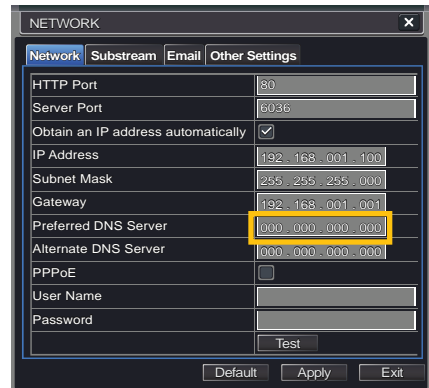 NETWORK X
Network Substream Email Other Settings
HTTP Port 80
Server Port 6036
Obtain an IP address automatically
IP Address 192 . 168 . 001 . 100
Subnet Mask 255 . 255 . 255 . 000
Gateway 192 . 168 . 001 . 001
Preferred DNS Server 000 . 000 . 000 . 000
Alternate DNS Server 000 . 000 . 000 . 000
PPPoE
User Name
Password
Test
Default Apply Exit